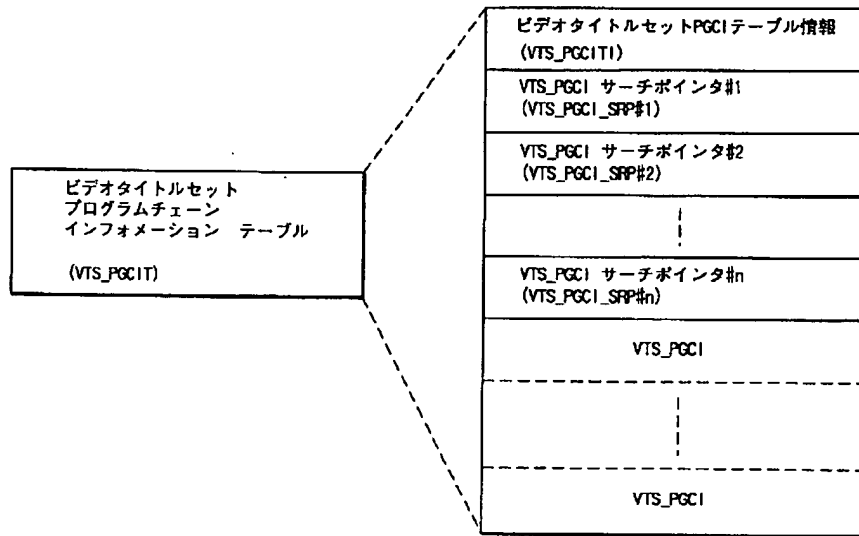 ビデオタイトルセット
プログラムチェーン
インフォメーション テーブル
(VTS_PGCIT)
ビデオタイトルセットPGCIテーブル情報
(VTS_PGCITI)
VTS_PGCI サーチポインタ#1
(VTS_PGCI_SRP#1)
VTS_PGCI サーチポインタ#2
(VTS_PGCI_SRP#2)
VTS_PGCI サーチポインタ#n
(VTS_PGCI_SRP#n)
VTS_PGCI
VTS_PGCI